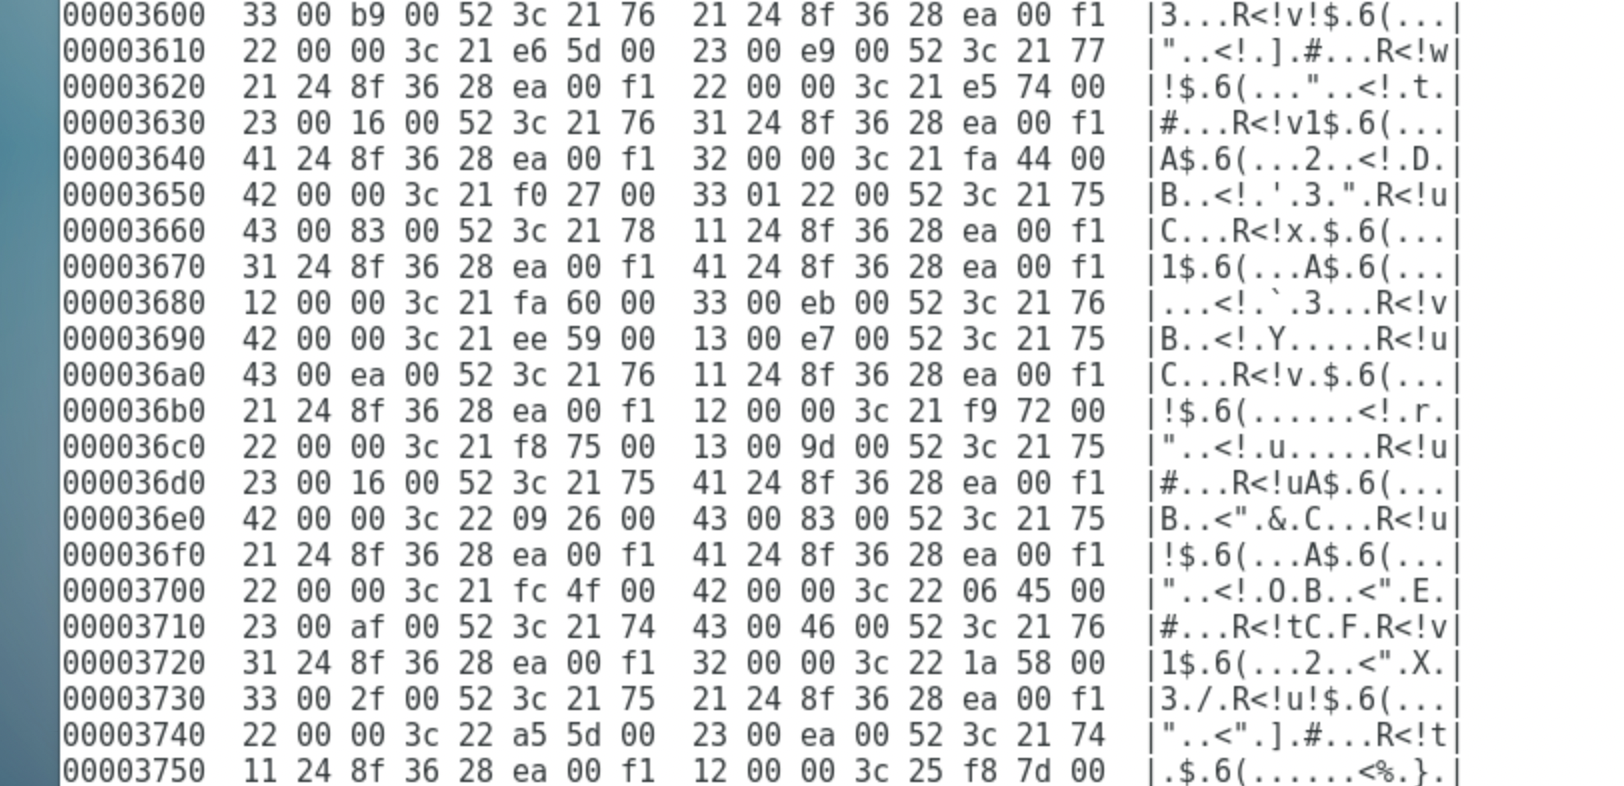 00003600  33 00 b9 00 52 3c 21 76  21 24 8f 36 28 ea 00 f1  |3...R<!v!$.6(...|
00003610  22 00 00 3c 21 e6 5d 00  23 00 e9 00 52 3c 21 77  |"..<!.].#...R<!w|
00003620  21 24 8f 36 28 ea 00 f1  22 00 00 3c 21 e5 74 00  |!$.6(..."..<!.t.|
00003630  23 00 16 00 52 3c 21 76  31 24 8f 36 28 ea 00 f1  |#...R<!v1$.6(...|
00003640  41 24 8f 36 28 ea 00 f1  32 00 00 3c 21 fa 44 00  |A$.6(...2..<!.D.|
00003650  42 00 00 3c 21 f0 27 00  33 01 22 00 52 3c 21 75  |B..<!.'.3.".R<!u|
00003660  43 00 83 00 52 3c 21 78  11 24 8f 36 28 ea 00 f1  |C...R<!x.$.6(...|
00003670  31 24 8f 36 28 ea 00 f1  41 24 8f 36 28 ea 00 f1  |1$.6(...A$.6(...|
00003680  12 00 00 3c 21 fa 60 00  33 00 eb 00 52 3c 21 76  |...<!.`.3...R<!v|
00003690  42 00 00 3c 21 ee 59 00  13 00 e7 00 52 3c 21 75  |B..<!.Y.....R<!u|
000036a0  43 00 ea 00 52 3c 21 76  11 24 8f 36 28 ea 00 f1  |C...R<!v.$.6(...|
000036b0  21 24 8f 36 28 ea 00 f1  12 00 00 3c 21 f9 72 00  |!$.6(......<!.r.|
000036c0  22 00 00 3c 21 f8 75 00  13 00 9d 00 52 3c 21 75  |"..<!.u.....R<!u|
000036d0  23 00 16 00 52 3c 21 75  41 24 8f 36 28 ea 00 f1  |#...R<!uA$.6(...|
000036e0  42 00 00 3c 22 09 26 00  43 00 83 00 52 3c 21 75  |B..<".&.C...R<!u|
000036f0  21 24 8f 36 28 ea 00 f1  41 24 8f 36 28 ea 00 f1  |!$.6(...A$.6(...|
00003700  22 00 00 3c 21 fc 4f 00  42 00 00 3c 22 06 45 00  |"..<!.O.B..<".E.|
00003710  23 00 af 00 52 3c 21 74  43 00 46 00 52 3c 21 76  |#...R<!tC.F.R<!v|
00003720  31 24 8f 36 28 ea 00 f1  32 00 00 3c 22 1a 58 00  |1$.6(...2..<".X.|
00003730  33 00 2f 00 52 3c 21 75  21 24 8f 36 28 ea 00 f1  |3./.R<!u!$.6(...|
00003740  22 00 00 3c 22 a5 5d 00  23 00 ea 00 52 3c 21 74  |"..<".].#...R<!t|
00003750  11 24 8f 36 28 ea 00 f1  12 00 00 3c 25 f8 7d 00  |.$.6(......<%.}.|